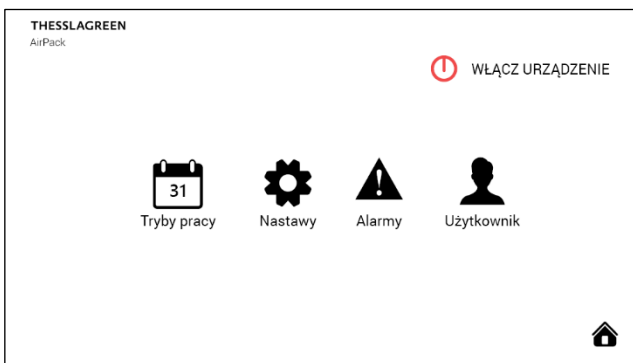 THESSLAGREEN
AirPack
WŁĄCZ URZĄDZENIE
31
Tryby pracy
Nastawy
Alarmy
Użytkownik